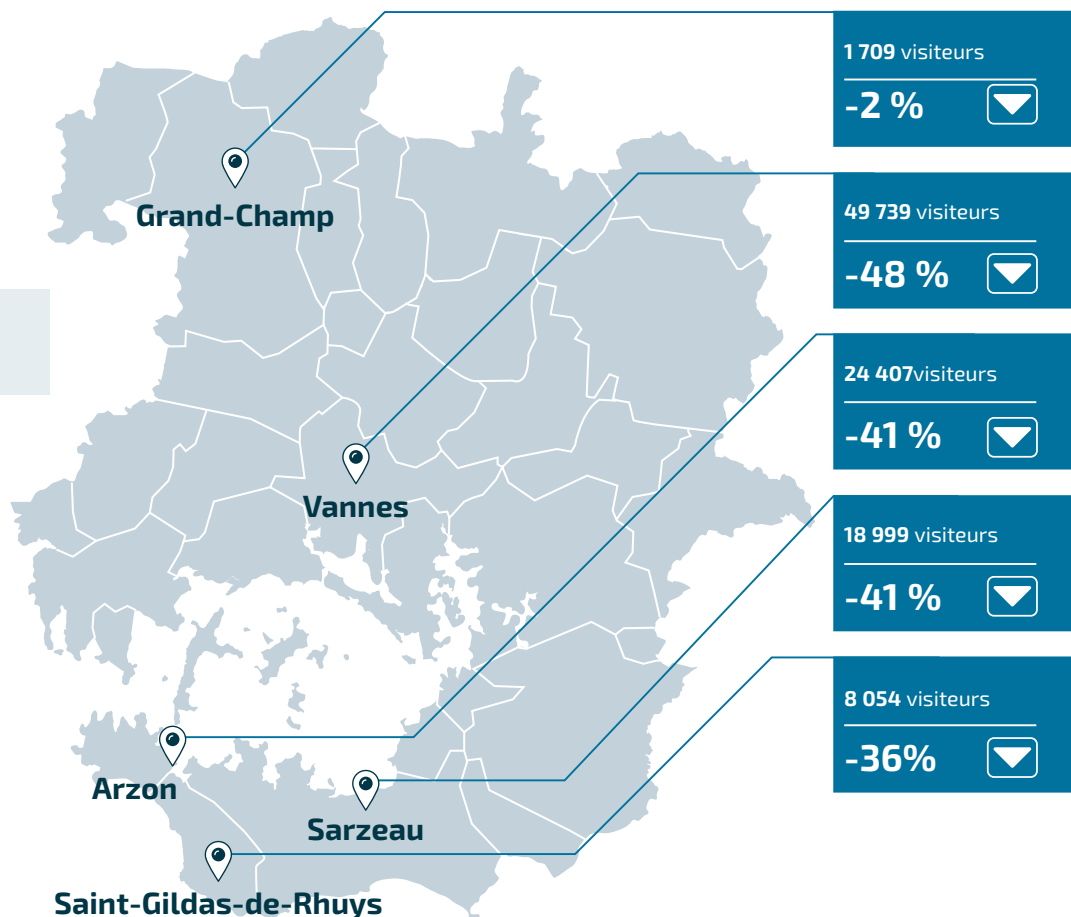 1 709 visiteurs
-2 %
Grand-Champ
49 739 visiteurs
-48 %
24 407visiteurs
-41 %
Vannes
18 999 visiteurs
-41 %
8 054 visiteurs
-36%
Arzon
Sarzeau
Saint-Gildas-de-Rhuys